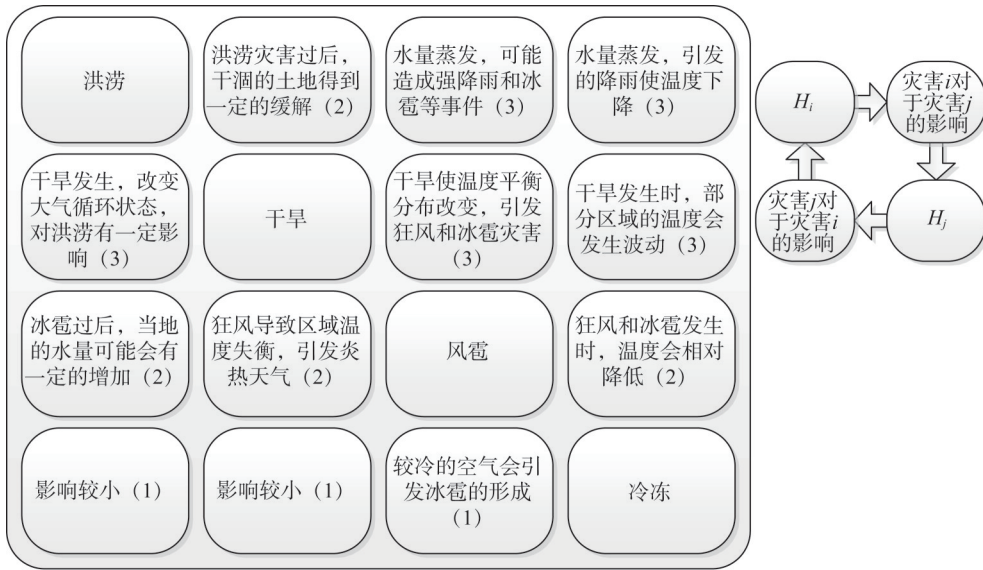 洪涝
洪涝灾害过后，
干涸的土地得到
一定的缓解（2）
水量蒸发，可能
造成强降雨和冰
雹等事件（3）
水量蒸发，引发
的降雨使温度下
降（3）
干旱发生，改变
大气循环状态，
对洪涝有一定影
响（3）
干旱
干旱使温度平衡
分布改变，引发
狂风和冰雹灾害
（3）
干旱发生时，部
分区域的温度会
发生波动（3）
冰雹过后，当地
的水量可能会有
一定的增加（2）
狂风导致区域温
度失衡，引发炎
热天气（2）
风雹
狂风和冰雹发生
时，温度会相对
降低（2）
影响较小（1）
影响较小（1）
较冷的空气会引
发冰雹的形成
（1）
冷冻
Hi
灾害i对
于灾害j
的影响
灾害j对
于灾害i
的影响
Hj